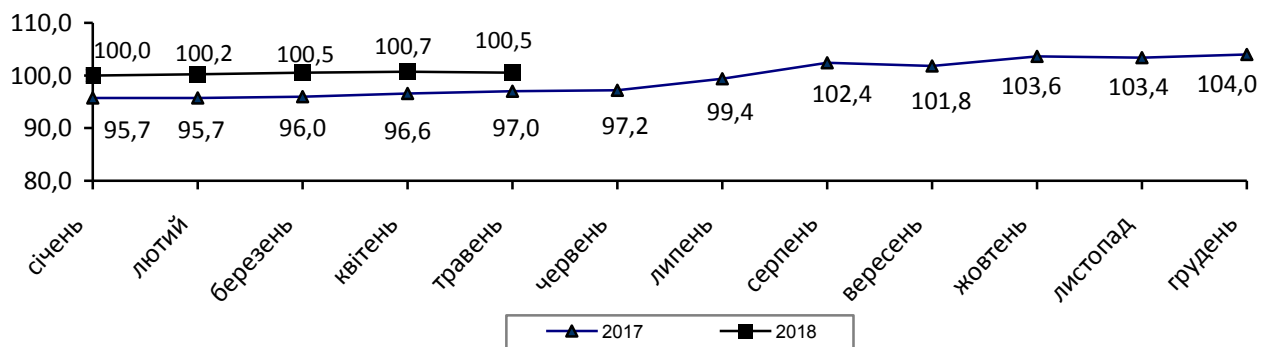 110,0
100,0 100,2 100,5 100,7 100,5
100,0
95,7 95,7 96,0 96,6 97,0 97,2 99,4 102,4 101,8 103,6 103,4 104,0
90,0
80,0
січень лютий березень квітень травень червень липень серпень вересень жовтень листопад грудень
2017 2018